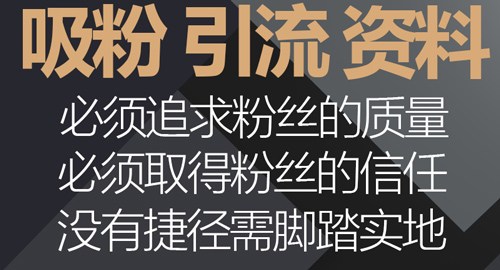 吸粉 引流 资料
必须追求粉丝的质量
必须取得粉丝的信任
没有捷径需脚踏实地